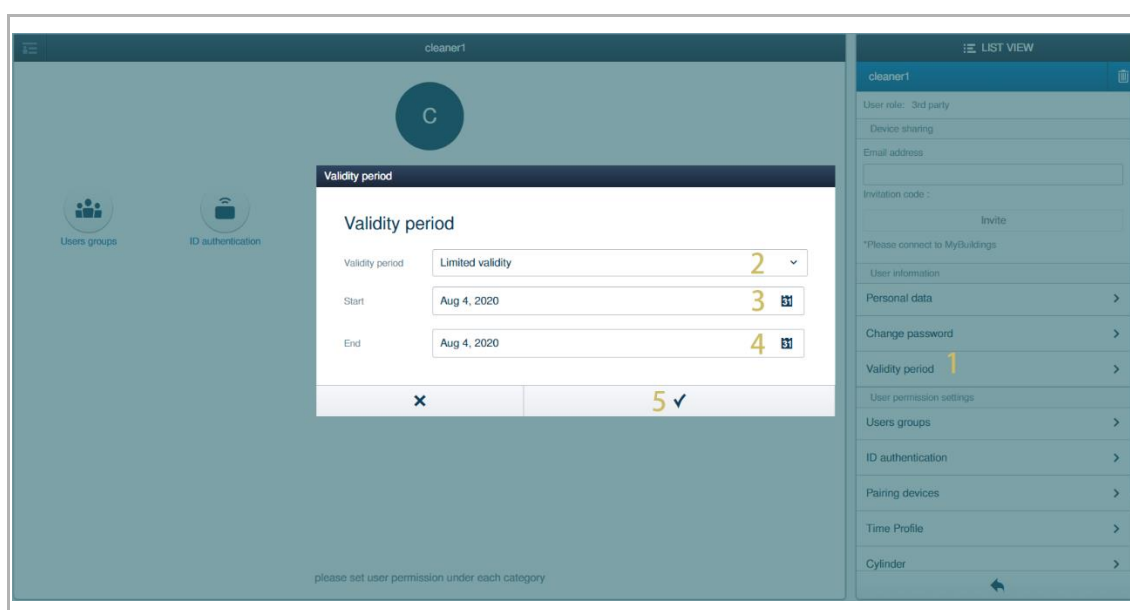 cleaner1
C
Users groups
ID authentication
Validity period
Validity period
Validity period
Limited validity
2
Start
Aug 4, 2020
3
31
End
Aug 4, 2020
4
31
5
please set user permission under each category
LIST VIEW
cleaner1
User role: 3rd party
Device sharing
Email address
Invitation code :
Invite
*Please connect to MyBuildings
User information
Personal data
Change password
Validity period
1
User permission settings
Users groups
ID authentication
Pairing devices
Time Profile
Cylinder